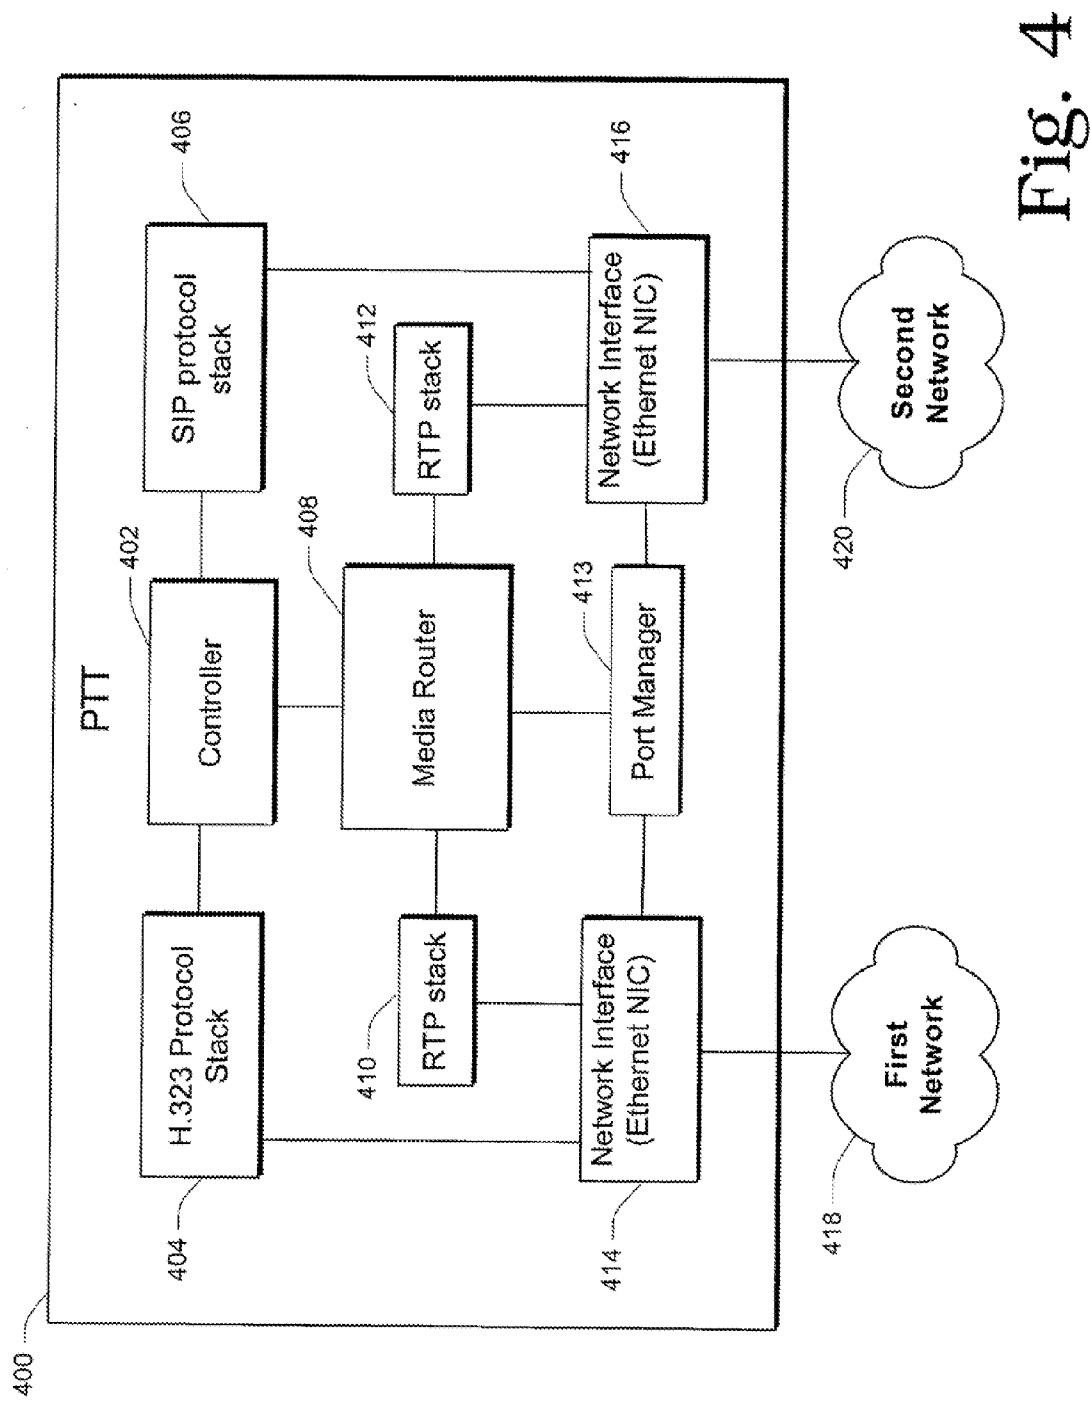 PTT
400
402
404
406
H.323 Protocol
Stack
Controller
SIP protocol
stack
408
410
412
RTP stack
Media Router
RTP stack
413
414
416
Network Interface
(Ethernet NIC)
Port Manager
Network Interface
(Ethernet NIC)
418
420
First
Network
Second
Network
Fig. 4